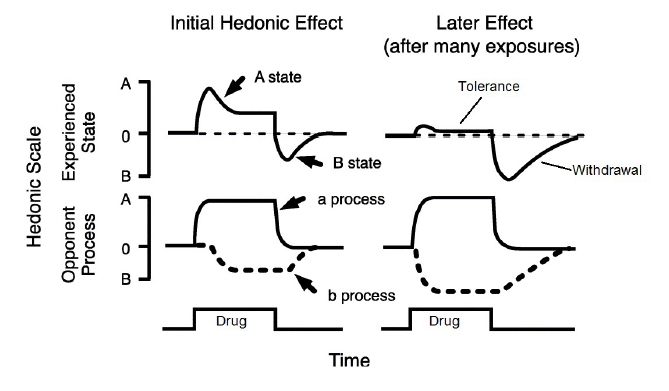 Initial Hedonic Effect
Later Effect
(after many exposures)
Hedonic Scale
Experienced
State
A
0
B
A state
B state
Tolerance
Withdrawal
Opponent
Process
A
0
B
a process
b process
Drug
Drug
Time